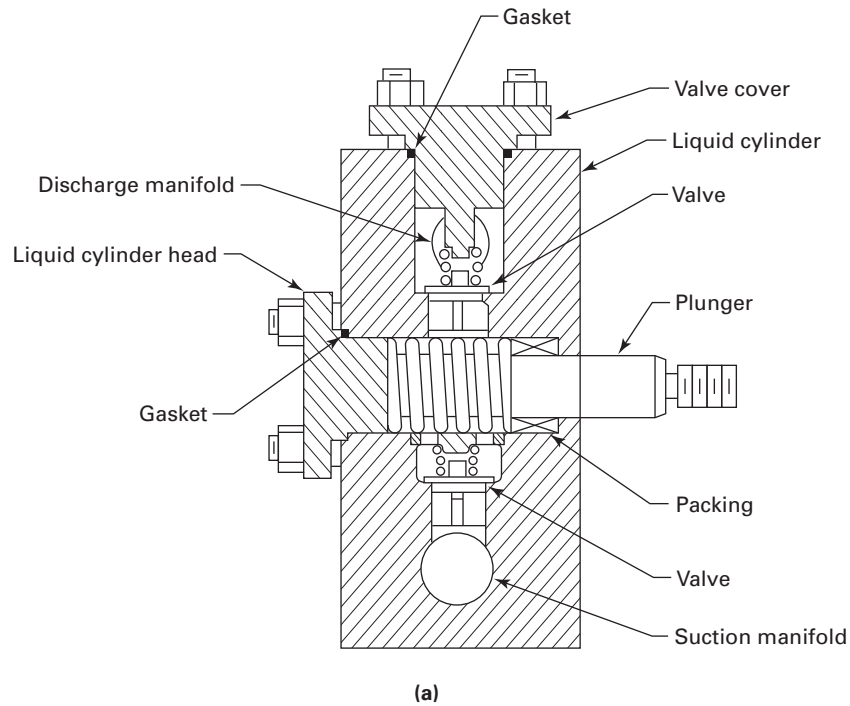 Gasket
Valve cover
Liquid cylinder
Discharge manifold
Valve
Liquid cylinder head
Plunger
Gasket
Packing
Valve
Suction manifold
(a)